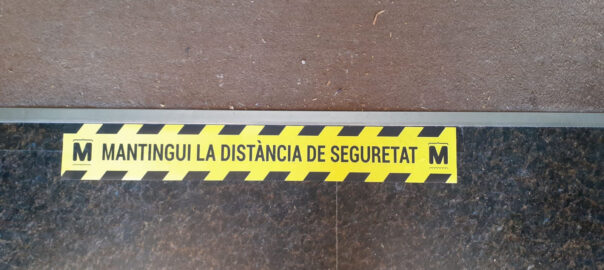 M MANTINGUI LA DISTÀNCIA DE SEGURETAT M